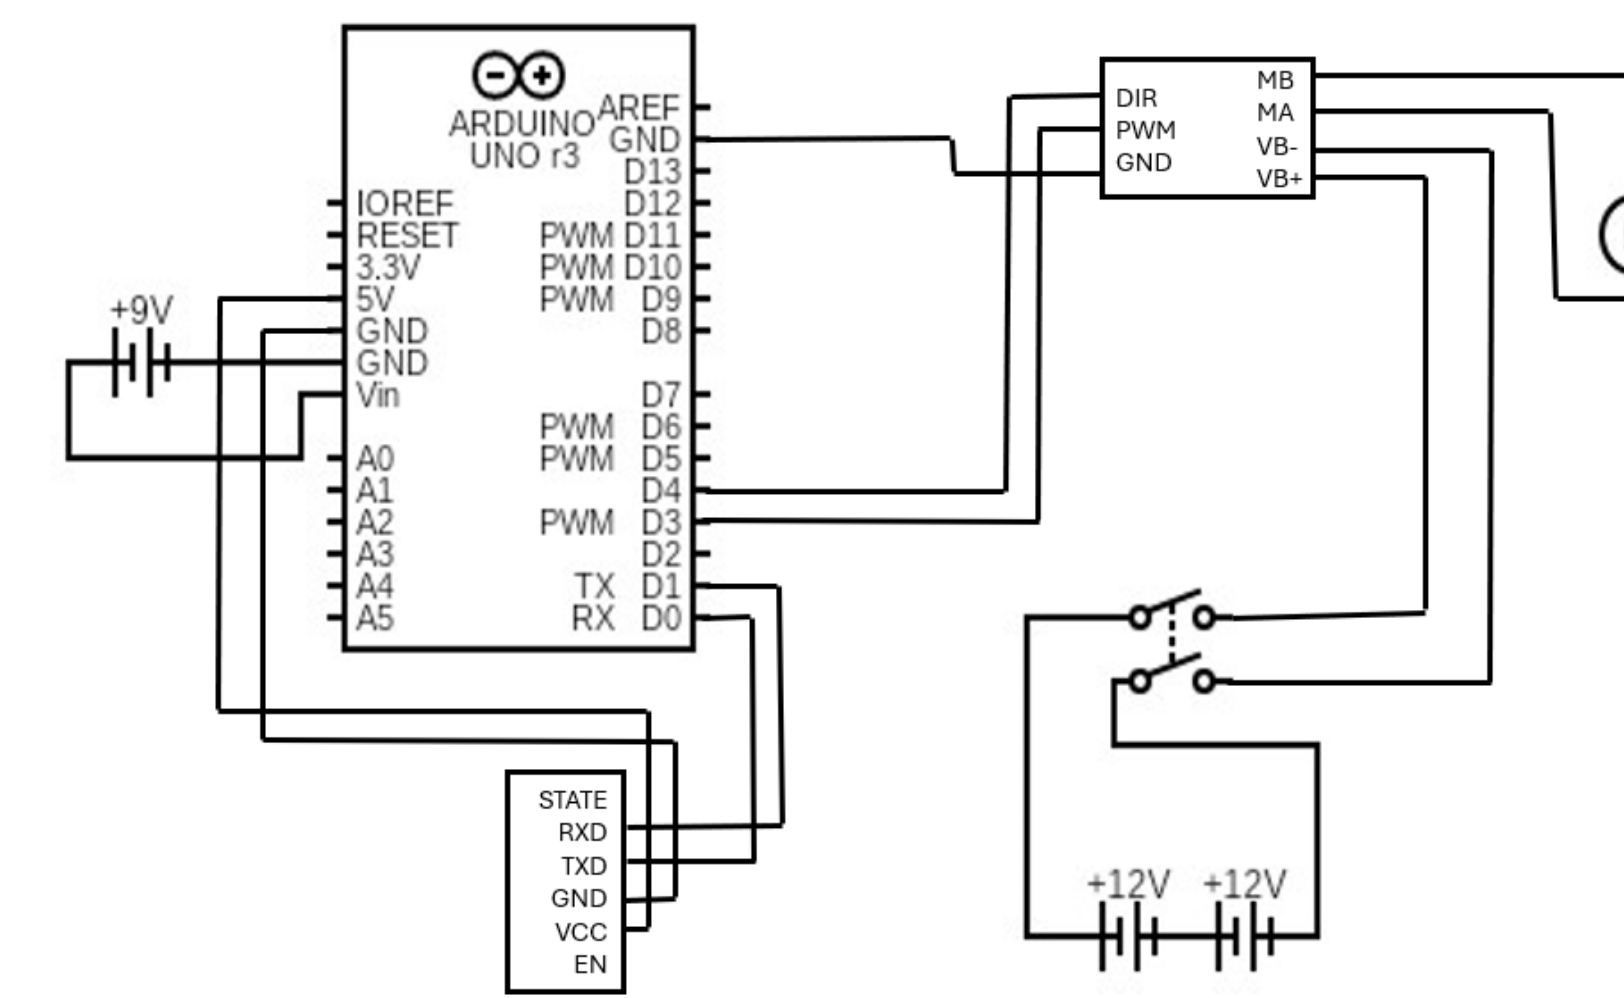 ARDUINO
UNO r3
AREF
GND
D13
D12
PWM D11
PWM D10
PWM D9
D8
D7
PWM D6
PWM D5
D4
PWM D3
D2
TX D1
RX D0
IOREF
RESET
3.3V
5V
GND
GND
Vin
A0
A1
A2
A3
A4
A5
+9V
DIR
PWM
GND
MB
MA
VB-
VB+
STATE
RXD
TXD
GND
VCC
EN
+12V +12V